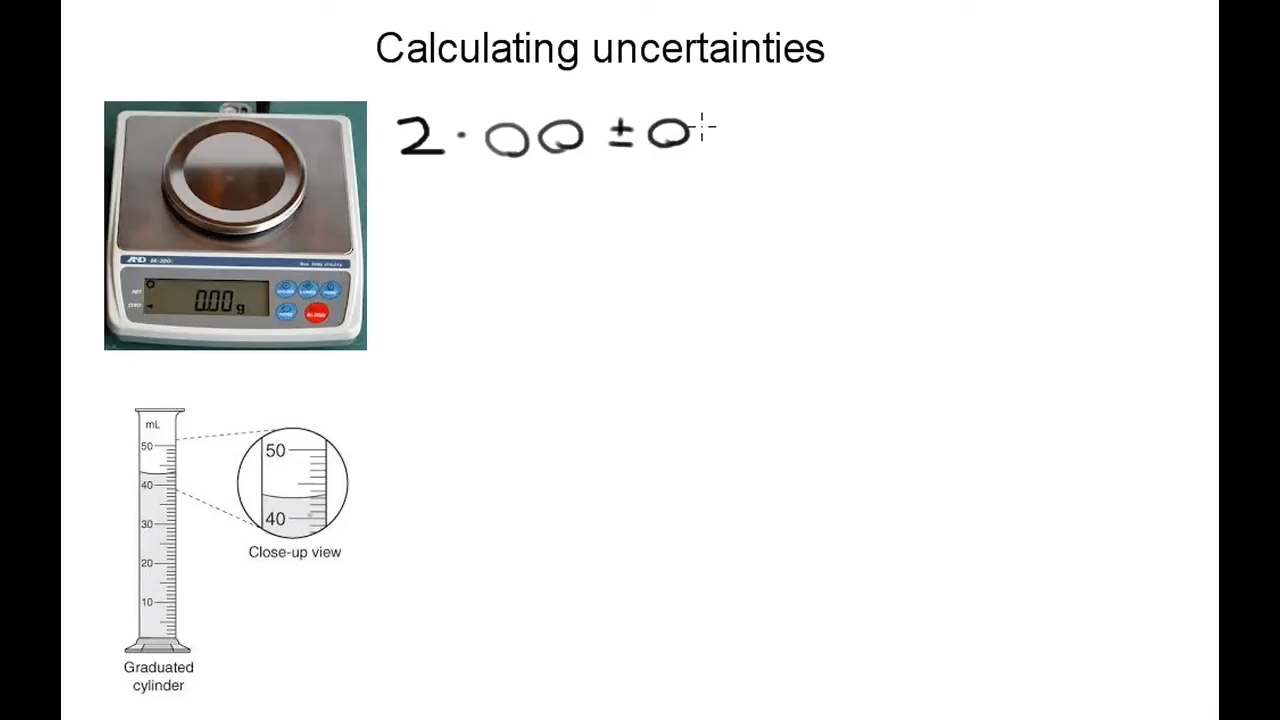 Calculating uncertainties
2.00 ± 0
AND
0.00 g
mL
50
40
30
20
10
50
40
Close-up view
Graduated
cylinder